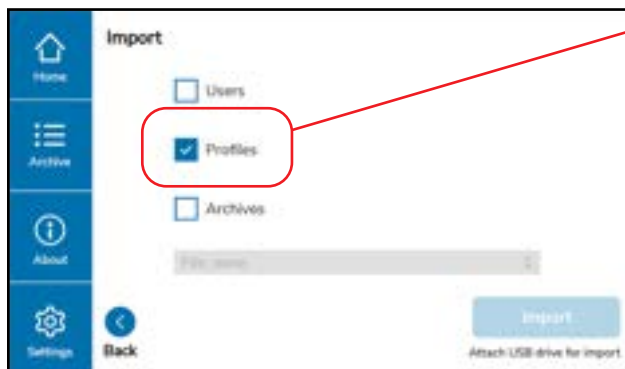 Import
Home
Users
Profiles
Archive
Archives
About
File name
Import
Settings
Back
Attach USB drive for import